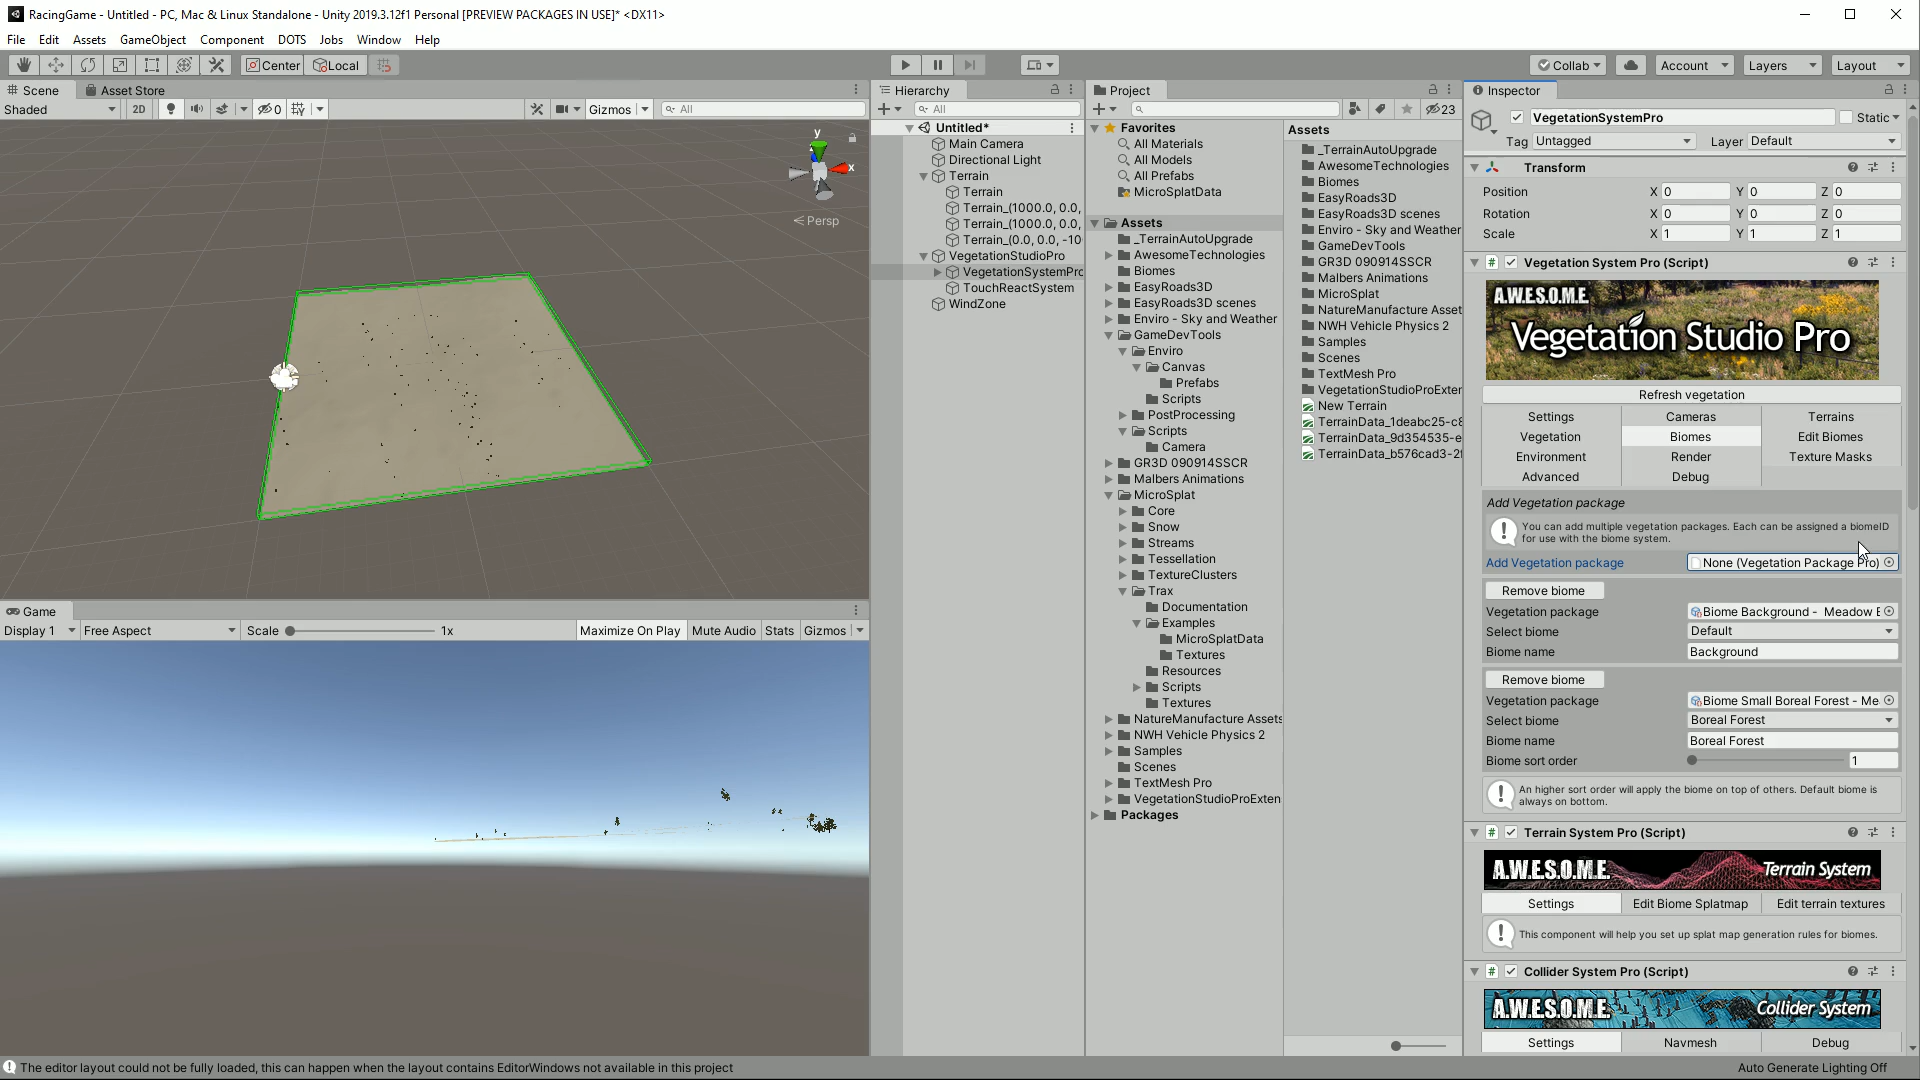 RacingGame - Untitled - PC, Mac & Linux Standalone - Unity 2019.3.12f1 Personal [PREVIEW PACKAGES IN USE]* <DX11>
File Edit Assets GameObject Component DOTS Jobs Window Help
Center Local Collab Account Layers Layout
Scene Asset Store
Shaded 2D 0 Gizmos All
y
x
Persp
Game
Display 1 Free Aspect Scale 1x Maximize On Play Mute Audio Stats Gizmos
Hierarchy
All
Untitled*
Main Camera
Directional Light
Terrain
Terrain
Terrain_(1000.0, 0.0,
Terrain_(1000.0, 0.0,
Terrain_(0.0, 0.0, -10
VegetationStudioPro
VegetationSystemPro
TouchReactSystem
WindZone
Project
23
Favorites
All Materials
All Models
All Prefabs
MicroSplatData
Assets
_TerrainAutoUpgrade
AwesomeTechnologies
Biomes
EasyRoads3D
EasyRoads3D scenes
Enviro - Sky and Weather
GameDevTools
Enviro
Canvas
Prefabs
Scripts
PostProcessing
Scripts
Camera
GR3D 090914SSCR
Malbers Animations
MicroSplat
Core
Snow
Streams
Tessellation
TextureClusters
Trax
Documentation
Examples
MicroSplatData
Textures
Resources
Scripts
Textures
NatureManufacture Assets
NWH Vehicle Physics 2
Samples
Scenes
TextMesh Pro
VegetationStudioProExten
Packages
Assets
_TerrainAutoUpgrade
AwesomeTechnologies
Biomes
EasyRoads3D
EasyRoads3D scenes
Enviro - Sky and Weather
GameDevTools
GR3D 090914SSCR
Malbers Animations
MicroSplat
NatureManufacture Asset
NWH Vehicle Physics 2
Samples
Scenes
TextMesh Pro
VegetationStudioProExter
New Terrain
TerrainData_1deabc25-c8
TerrainData_9d354535-e
TerrainData_b576cad3-2f
Inspector
VegetationSystemPro Static
Tag Untagged Layer Default
Transform
Position X 0 Y 0 Z 0
Rotation X 0 Y 0 Z 0
Scale X 1 Y 1 Z 1
Vegetation System Pro (Script)
A.W.E.S.O.M.E.
Vegetation Studio Pro
Refresh vegetation
Settings Cameras Terrains
Vegetation Biomes Edit Biomes
Environment Render Texture Masks
Advanced Debug
Add Vegetation package
You can add multiple vegetation packages. Each can be assigned a biomeID
for use with the biome system.
Add Vegetation package None (Vegetation Package Pro)
Remove biome
Vegetation package Biome Background - Meadow E
Select biome Default
Biome name Background
Remove biome
Vegetation package Biome Small Boreal Forest - Me
Select biome Boreal Forest
Biome name Boreal Forest
Biome sort order 1
An higher sort order will apply the biome on top of others. Default biome is
always on bottom.
Terrain System Pro (Script)
A.W.E.S.O.M.E. Terrain System
Settings Edit Biome Splatmap Edit terrain textures
This component will help you set up splat map generation rules for biomes.
Collider System Pro (Script)
A.W.E.S.O.M.E. Collider System
Settings Navmesh Debug
The editor layout could not be fully loaded, this can happen when the layout contains EditorWindows not available in this project
Auto Generate Lighting Off